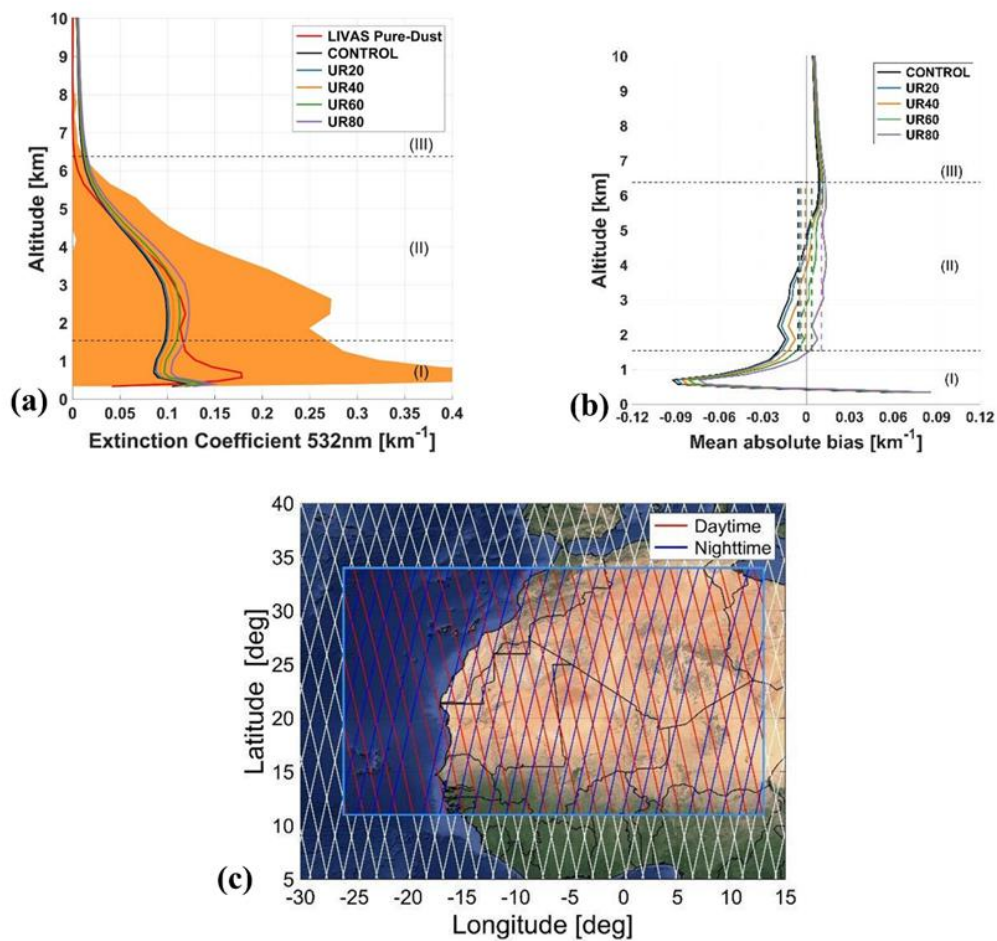 10
9
8
7
6
5
4
3
2
1
0
Altitude [km]
LIVAS Pure-Dust
CONTROL
UR20
UR40
UR60
UR80
(III)
(II)
(I)
0 0.05 0.1 0.15 0.2 0.25 0.3 0.35 0.4
Extinction Coefficient 532nm [km-1]
(a)
10
9
8
7
6
5
4
3
2
1
0
Altitude [km]
CONTROL
UR20
UR40
UR60
UR80
(III)
(II)
(I)
-0.12 -0.09 -0.06 -0.03 0 0.03 0.06 0.09 0.12
Mean absolute bias [km-1]
(b)
40
35
30
25
20
15
10
5
Latitude [deg]
Daytime
Nighttime
-30 -25 -20 -15 -10 -5 0 5 10 15
Longitude [deg]
(c)